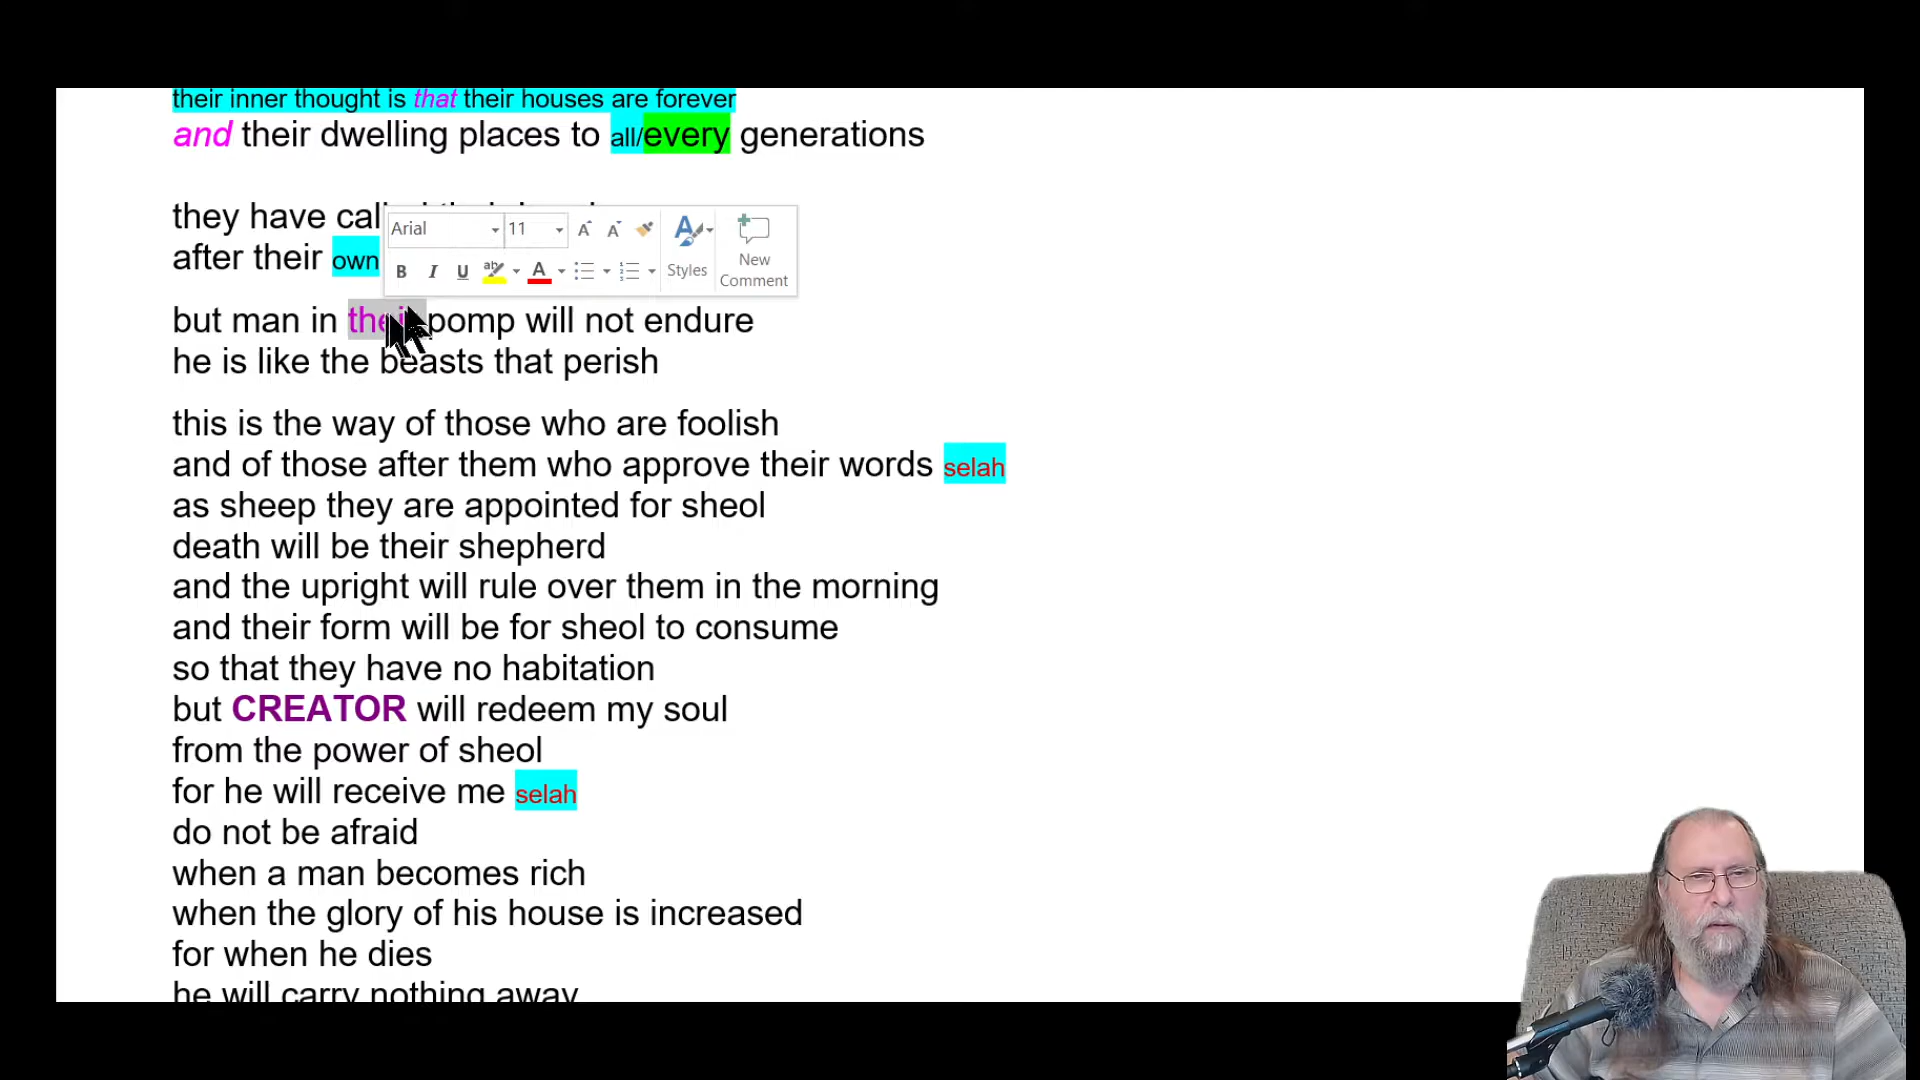 their inner thought is that their houses are forever
and their dwelling places to all/every generations
they have
after their own
Arial
11
Styles
New
Comment
but man in their pomp will not endure
he is like the beasts that perish
this is the way of those who are foolish
and of those after them who approve their words selah
as sheep they are appointed for sheol
death will be their shepherd
and the upright will rule over them in the morning
and their form will be for sheol to consume
so that they have no habitation
but CREATOR will redeem my soul
from the power of sheol
for he will receive me selah
do not be afraid
when a man becomes rich
when the glory of his house is increased
for when he dies
he will carry nothing away